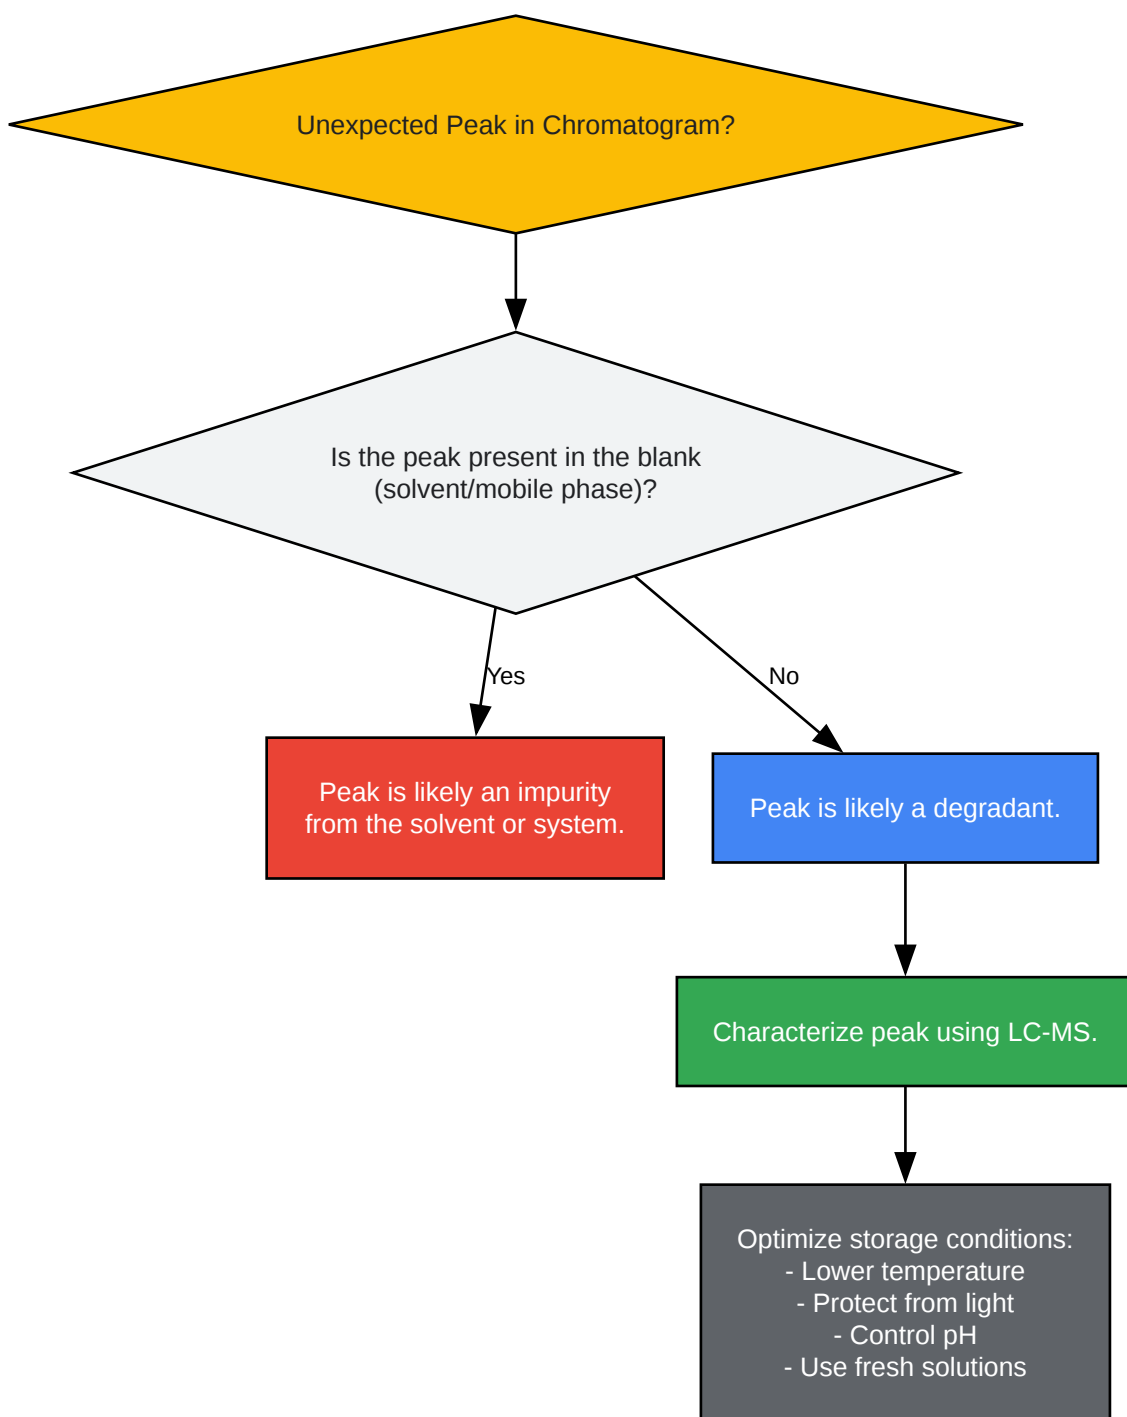 Unexpected Peak in Chromatogram?
Is the peak present in the blank
(solvent/mobile phase)?
Yes
No
Peak is likely an impurity
from the solvent or system.
Peak is likely a degradant.
Characterize peak using LC-MS.
Optimize storage conditions:
- Lower temperature
- Protect from light
- Control pH
- Use fresh solutions